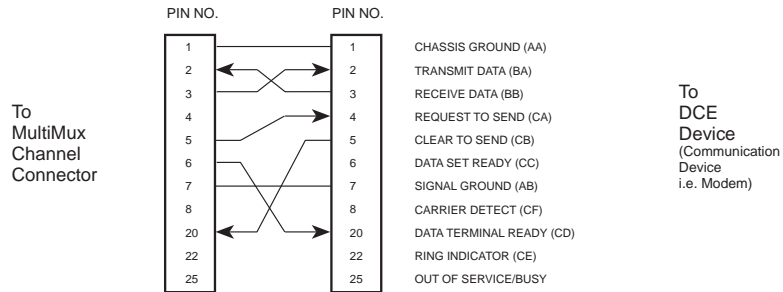 PIN NO. PIN NO.
1 1 CHASSIS GROUND (AA)
2 2 TRANSMIT DATA (BA)
3 3 RECEIVE DATA (BB)
4 4 REQUEST TO SEND (CA)
5 5 CLEAR TO SEND (CB)
6 6 DATA SET READY (CC)
7 7 SIGNAL GROUND (AB)
8 8 CARRIER DETECT (CF)
20 20 DATA TERMINAL READY (CD)
22 22 RING INDICATOR (CE)
25 25 OUT OF SERVICE/BUSY
To
MultiMux
Channel
Connector
To
DCE
Device
(Communication
Device
i.e. Modem)